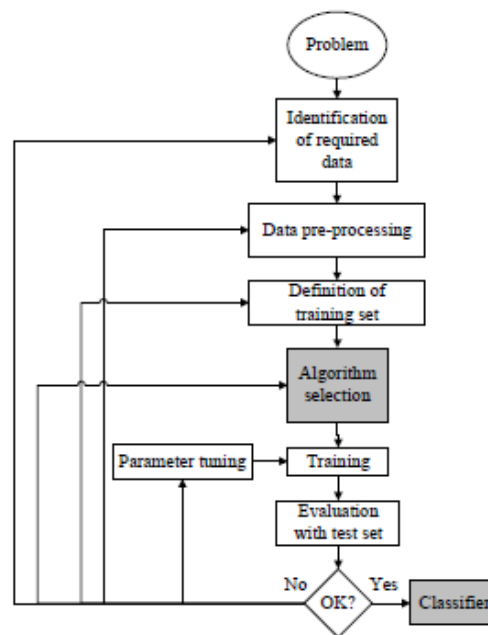 Problem
Identification
of required
data
Data pre-processing
Definition of
training set
Algorithm
selection
Parameter tuning
Training
Evaluation
with test set
No
OK?
Yes
Classifier